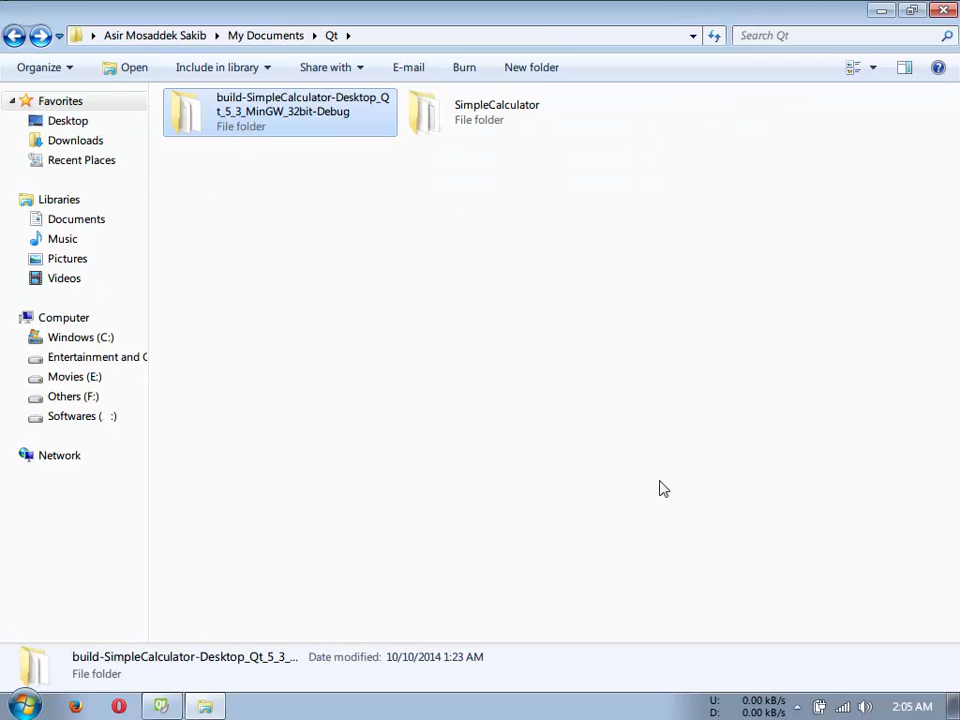 Asir Mosaddek Sakib
My Documents
Qt
Search Qt
Organize
Open
Include in library
Share with
E-mail
Burn
New folder
Favorites
Desktop
Downloads
Recent Places
Libraries
Documents
Music
Pictures
Videos
Computer
Windows (C:)
Entertainment and
Movies (E:)
Others (F:)
Softwares ( :)
Network
build-SimpleCalculator-Desktop_Q
t_5_3_MinGW_32bit-Debug
File folder
SimpleCalculator
File folder
build-SimpleCalculator-Desktop_Qt_5_3_...
Date modified: 10/10/2014 1:23 AM
File folder
U: 0.00 kB/s
D: 0.00 kB/s
2:05 AM